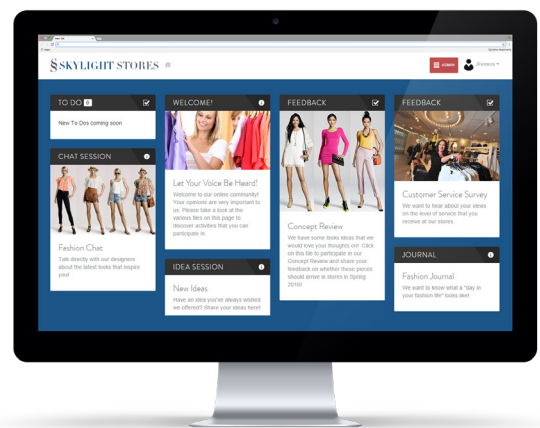 §SKYLIGHT STORES
ADMIN
JFerreira
TO DO 0
New To Dos coming soon
CHAT SESSION
Fashion Chat
Talk directly with our designers
about the latest looks that inspire
you!
WELCOME!
Let Your Voice Be Heard!
Welcome to our online community!
Your opinions are very important to
us. Please take a look at the
various tiles on this page to
discover activities that you can
participate in.
IDEA SESSION
New Ideas
Have an idea you've always wished
we offered? Share your ideas here!
FEEDBACK
Concept Review
We have some looks ideas that we
would love your thoughts on! Click
on this tile to participate in our
Concept Review and share your
feedback on whether these pieces
should arrive in stores in Spring
2016!
FEEDBACK
Customer Service Survey
We want to hear about your views
on the level of service that you
receive at our stores.
JOURNAL
Fashion Journal
We want to know what a "day in
your fashion life" looks like!